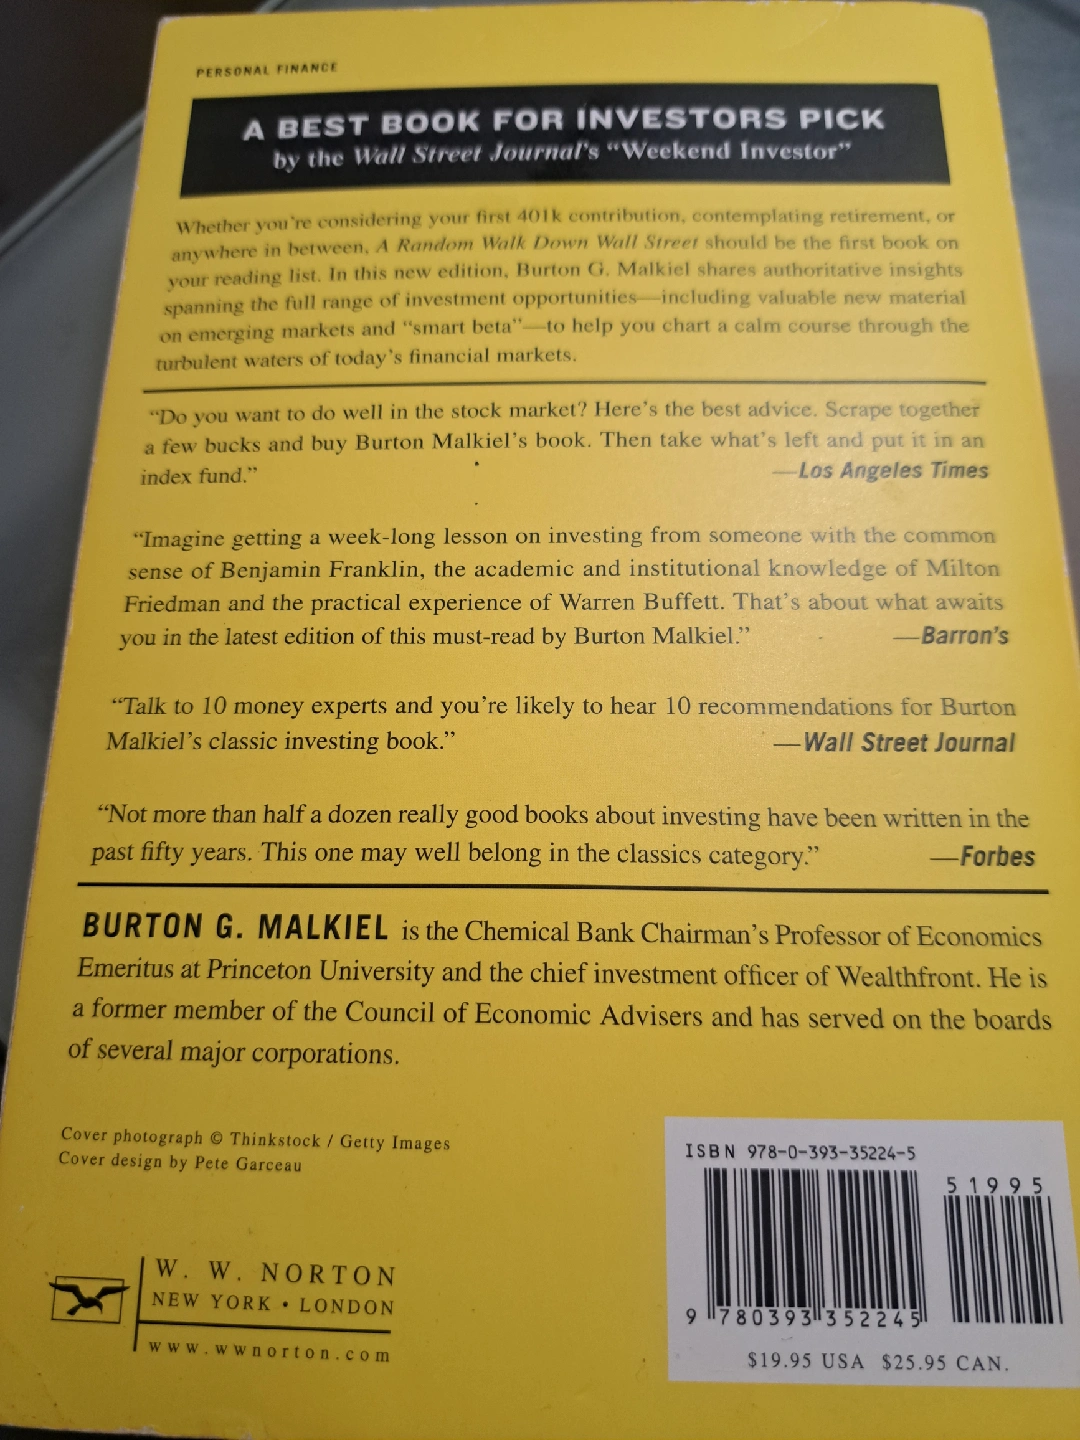 PERSONAL FINANCE
A BEST BOOK FOR INVESTORS PICK
by the Wall Street Journal's “Weekend Investor”
Whether you're considering your first 401k contribution, contemplating retirement, or
anywhere in between, A Random Walk Down Wall Street should be the first book on
your reading list. In this new edition, Burton G. Malkiel shares authoritative insights
spanning the full range of investment opportunities—including valuable new material
on emerging markets and “smart beta”—to help you chart a calm course through the
turbulent waters of today's financial markets.
“Do you want to do well in the stock market? Here's the best advice. Scrape together
a few bucks and buy Burton Malkiel's book. Then take what's left and put it in an
index fund.” —Los Angeles Times
“Imagine getting a week-long lesson on investing from someone with the common
sense of Benjamin Franklin, the academic and institutional knowledge of Milton
Friedman and the practical experience of Warren Buffett. That's about what awaits
you in the latest edition of this must-read by Burton Malkiel.” —Barron's
“Talk to 10 money experts and you're likely to hear 10 recommendations for Burton
Malkiel's classic investing book.” —Wall Street Journal
“Not more than half a dozen really good books about investing have been written in the
past fifty years. This one may well belong in the classics category.” —Forbes
BURTON G. MALKIEL is the Chemical Bank Chairman's Professor of Economics
Emeritus at Princeton University and the chief investment officer of Wealthfront. He is
a former member of the Council of Economic Advisers and has served on the boards
of several major corporations.
Cover photograph © Thinkstock / Getty Images
Cover design by Pete Garceau
W. W. NORTON
NEW YORK • LONDON
www.wwnorton.com
ISBN 978-0-393-35224-5
51995
9 780393 352245
$19.95 USA $25.95 CAN.